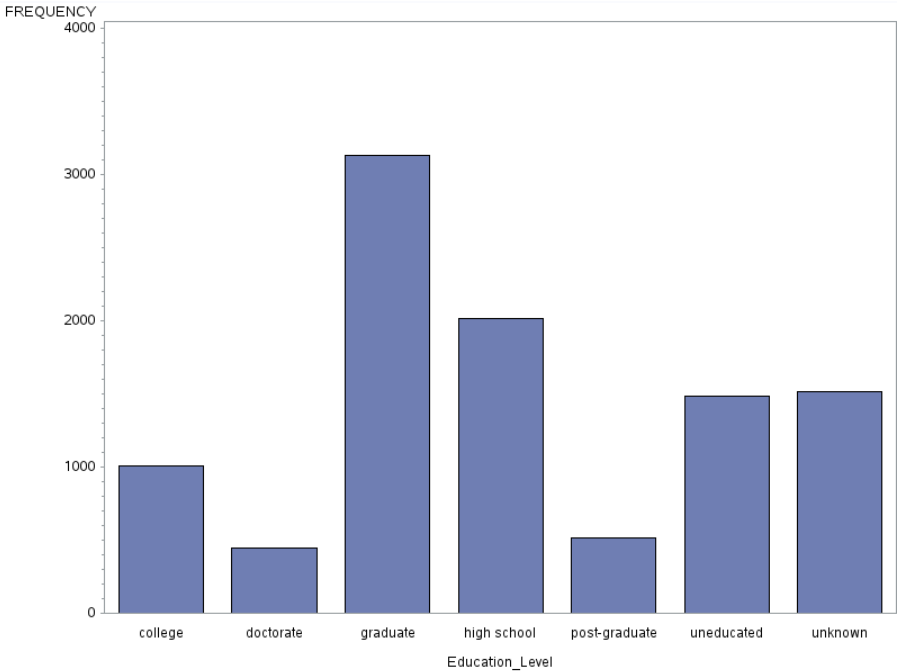 FREQUENCY
4000
3000
2000
1000
0
college doctorate graduate high school post-graduate uneducated unknown
Education_Level